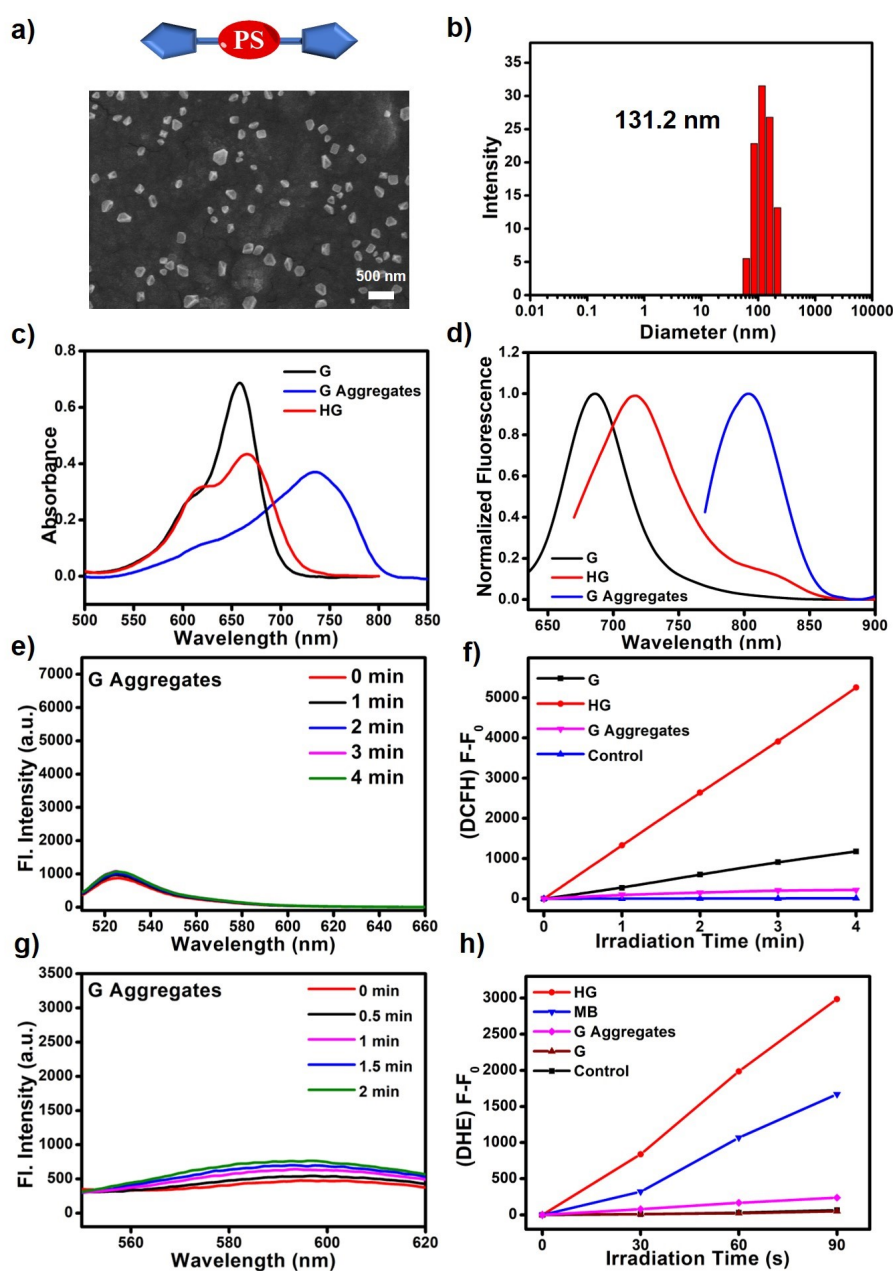 a)
PS
500 nm
b)
35
30
25
20
15
10
5
0
Intensity
131.2 nm
0.01 0.1 1 10 100 1000 10000
Diameter (nm)
c)
0.8
0.6
0.4
0.2
0.0
Absorbance
G
G Aggregates
HG
500 550 600 650 700 750 800 850
Wavelength (nm)
d)
1.2
1.0
0.8
0.6
0.4
0.2
0.0
Normalized Fluorescence
G
HG
G Aggregates
650 700 750 800 850 900
Wavelength (nm)
e)
7000
6000
5000
4000
3000
2000
1000
0
Fl. Intensity (a.u.)
G Aggregates
0 min
1 min
2 min
3 min
4 min
520 540 560 580 600 620 640 660
Wavelength (nm)
f)
5000
4000
3000
2000
1000
0
(DCFH) F-F₀
G
HG
G Aggregates
Control
0 1 2 3 4
Irradiation Time (min)
g)
3500
3000
2500
2000
1500
1000
500
0
Fl. Intensity (a.u.)
G Aggregates
0 min
0.5 min
1 min
1.5 min
2 min
560 580 600 620
Wavelength (nm)
h)
3000
2500
2000
1500
1000
500
0
(DHE) F-F₀
HG
MB
G Aggregates
G
Control
0 30 60 90
Irradiation Time (s)